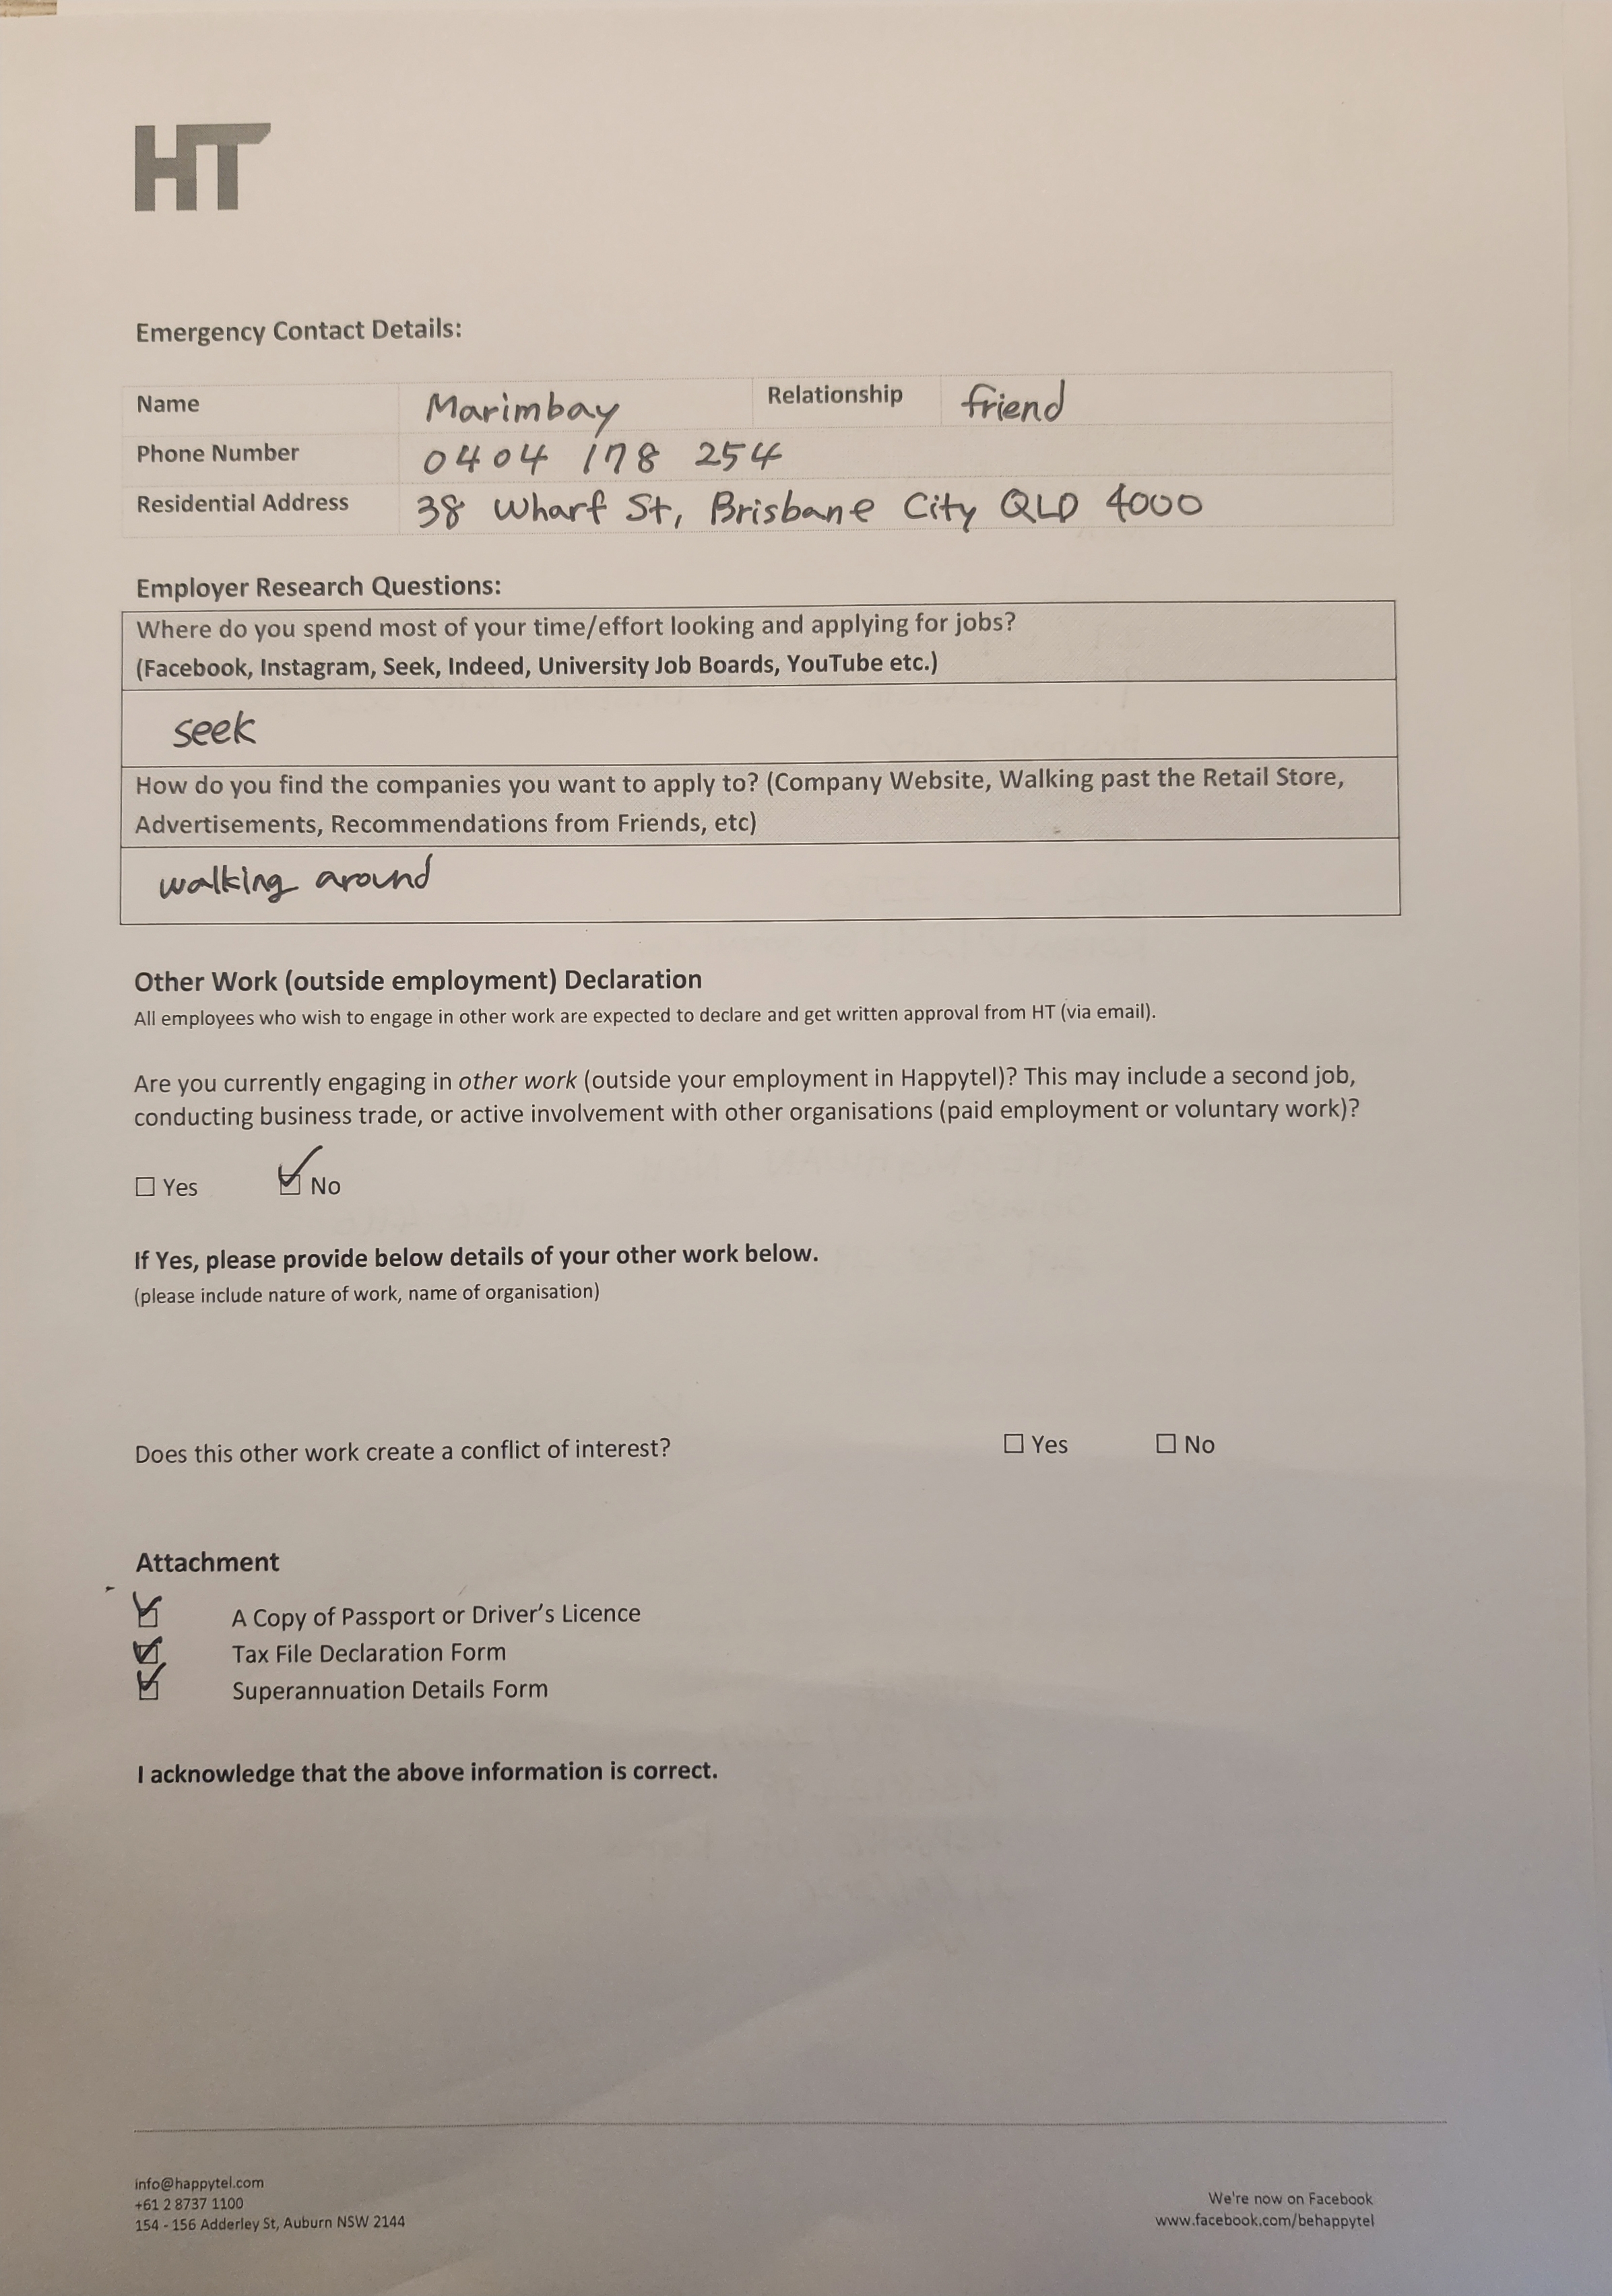 HT
Emergency Contact Details:
Name Marimbay Relationship friend
Phone Number 0404 178 254
Residential Address 38 Wharf St, Brisbane City QLD 4000
Employer Research Questions:
Where do you spend most of your time/effort looking and applying for jobs?
(Facebook, Instagram, Seek, Indeed, University Job Boards, YouTube etc.)
seek
How do you find the companies you want to apply to? (Company Website, Walking past the Retail Store,
Advertisements, Recommendations from Friends, etc)
walking around
Other Work (outside employment) Declaration
All employees who wish to engage in other work are expected to declare and get written approval from HT (via email).
Are you currently engaging in other work (outside your employment in Happytel)? This may include a second job,
conducting business trade, or active involvement with other organisations (paid employment or voluntary work)?
☐ Yes ☑ No
If Yes, please provide below details of your other work below.
(please include nature of work, name of organisation)
Does this other work create a conflict of interest? ☐ Yes ☐ No
Attachment
☑ A Copy of Passport or Driver's Licence
☑ Tax File Declaration Form
☑ Superannuation Details Form
I acknowledge that the above information is correct.
info@happytel.com
+61 2 8737 1100
154 - 156 Adderley St, Auburn NSW 2144
We're now on Facebook
www.facebook.com/behappytel